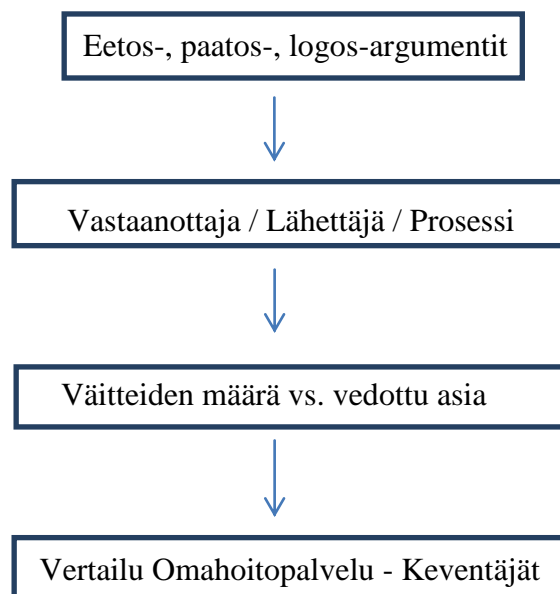 Eetos-, paatos-, logos-argumentit
Vastaanottaja / Lähettäjä / Prosessi
Väitteiden määrä vs. vedottu asia
Vertailu Omahoitopalvelu - Keventäjät